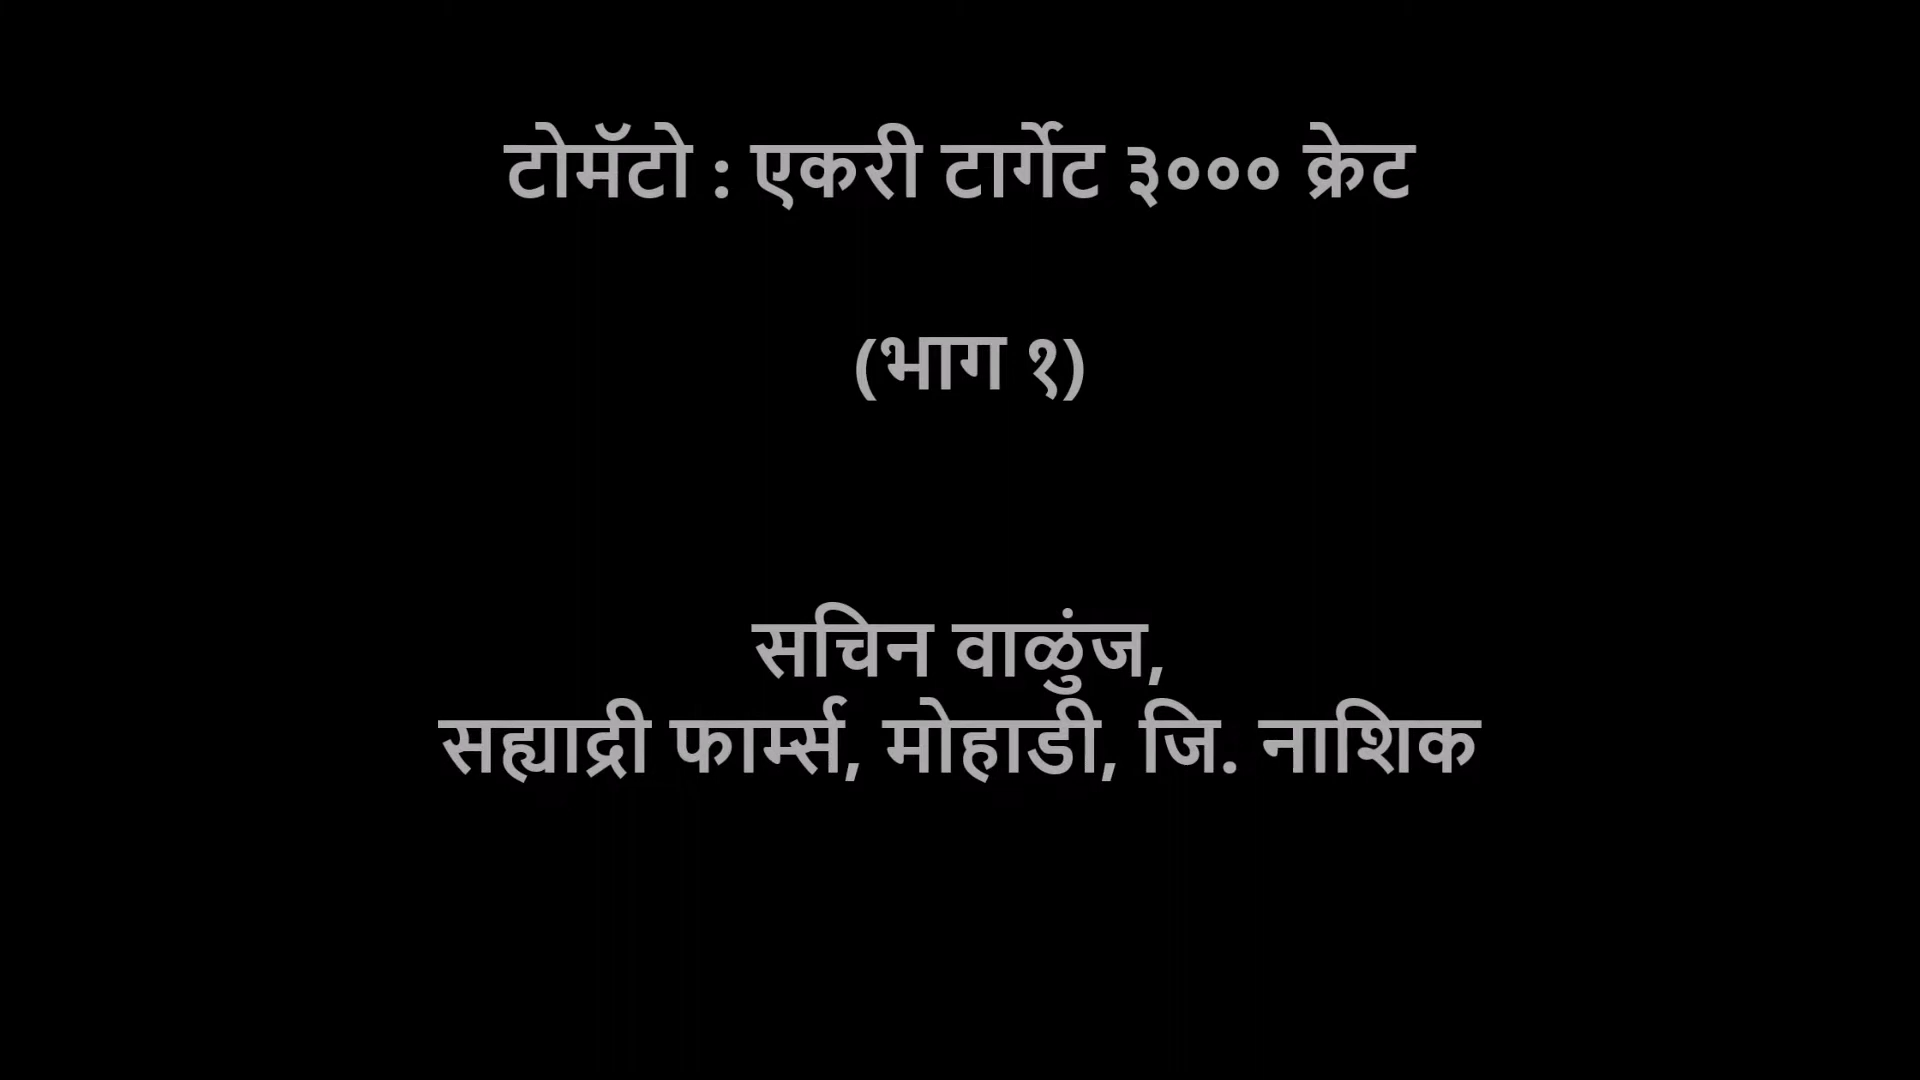 टोमॅटो : एकरी टार्गेट ३००० क्रेट
(भाग १)
सचिन वाळुंज,
सह्याद्री फार्म्स, मोहाडी, जि. नाशिक